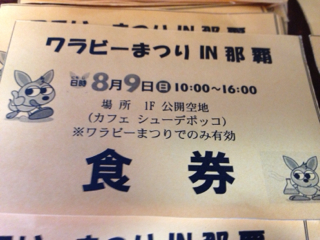 ワラビーまつり IN 那覇
日時 8月9日(日) 10:00～16:00
場所 1F 公開空地
(カフェ シューデポッコ)
※ワラビーまつりでのみ有効
食券